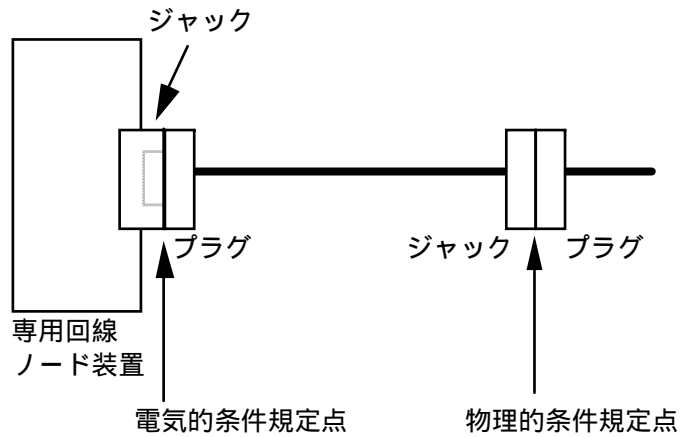 ジャック
プラグ
ジャック
プラグ
専用回線
ノード装置
電気的条件規定点
物理的条件規定点